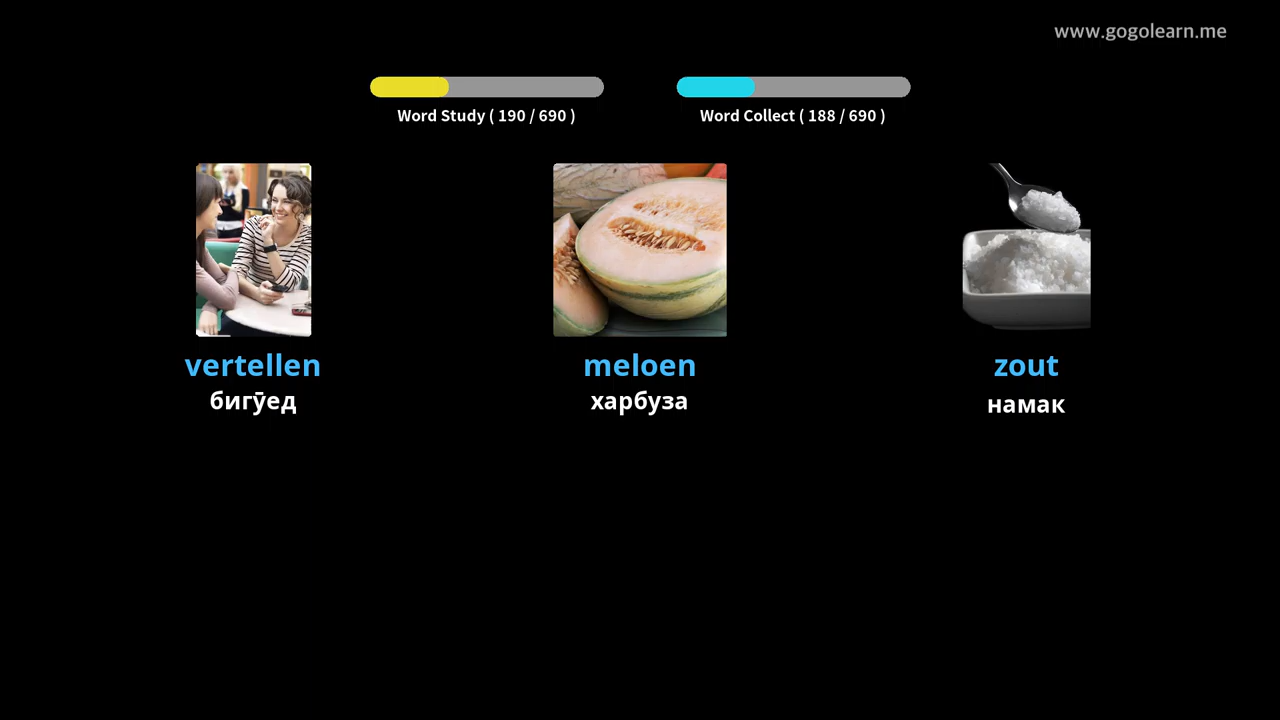 www.gogolearn.me
Word Study ( 190 / 690 )
Word Collect ( 188 / 690 )
vertellen
meloen
zout
бигӯед
харбуза
намак